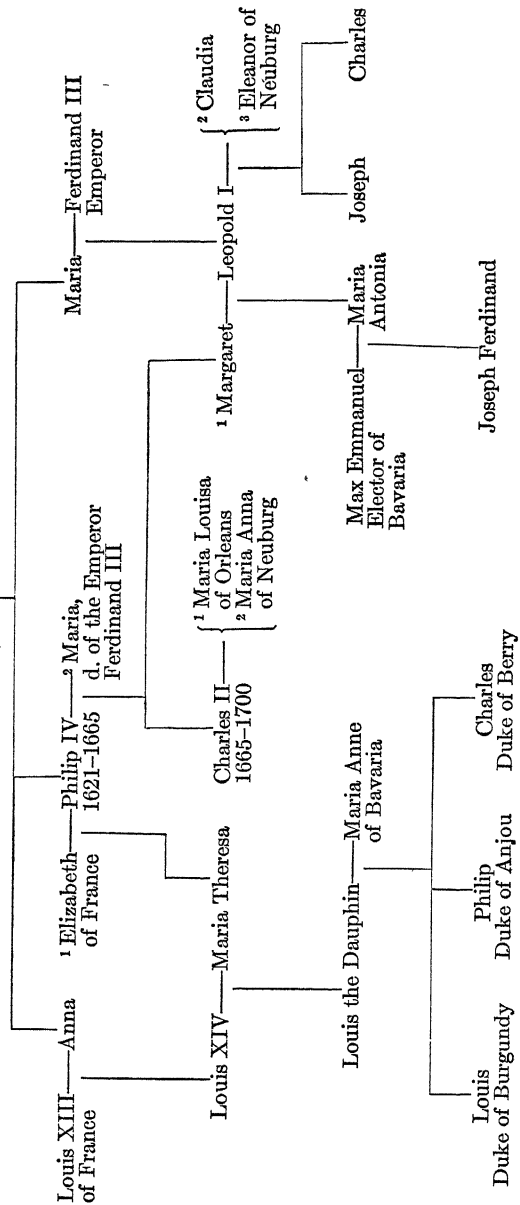 Louis XIII—Anna
of France
¹ Elizabeth—Philip IV—² Maria,
of France
1621–1665
d. of the Emperor
Ferdinand III
Maria—Ferdinand III
Emperor
Louis XIV—Maria Theresa
Charles II—
1665–1700
¹ Maria Louisa
of Orleans
² Maria Anna
of Neuburg
¹ Margaret—Leopold I—
² Claudia
³ Eleanor of
Neuburg
Louis the Dauphin—Maria Anne
of Bavaria
Max Emmanuel—Maria
Elector of
Bavaria
Antonia
Joseph
Charles
Louis
Duke of Burgundy
Philip
Duke of Anjou
Charles
Duke of Berry
Joseph Ferdinand